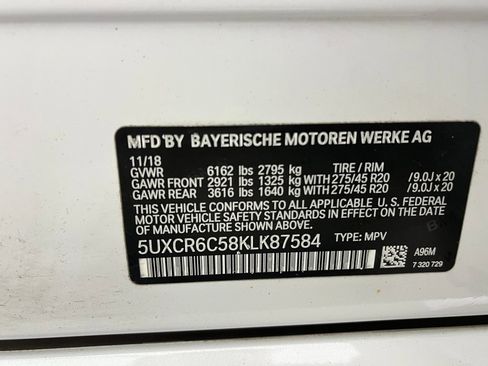 MFD BY BAYERISCHE MOTOREN WERKE AG
11/18
GVWR 6162 lbs 2795 kg TIRE / RIM
GAWR FRONT 2921 lbs 1325 kg WITH 275/45 R20 /9.0J x 20
GAWR REAR 3616 lbs 1640 kg WITH 275/45 R20 /9.0J x 20
THIS VEHICLE CONFORMS TO ALL APPLICABLE U. S. FEDERAL
MOTOR VEHICLE SAFETY STANDARDS IN EFFECT ON THE DATE
OF MANUFACTURE SHOWN ABOVE.
5UXCR6C58KLK87584 TYPE: MPV
A96M
7 320 729